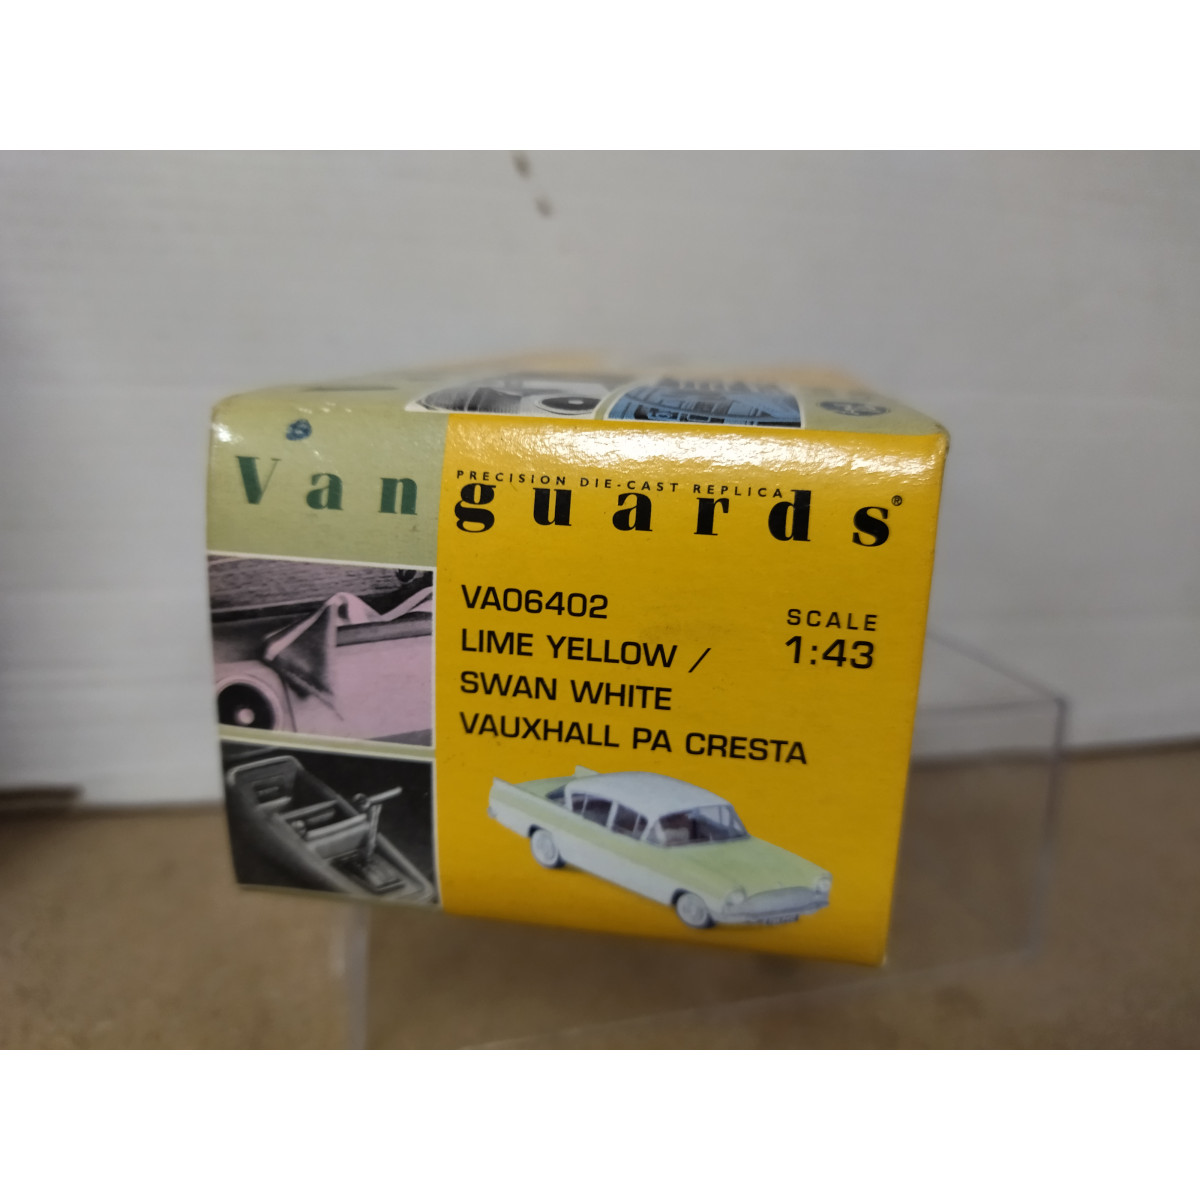 Vanguards®
PRECISION DIE-CAST REPLICA
VA06402
LIME YELLOW /
SWAN WHITE
VAUXHALL PA CRESTA
SCALE
1:43